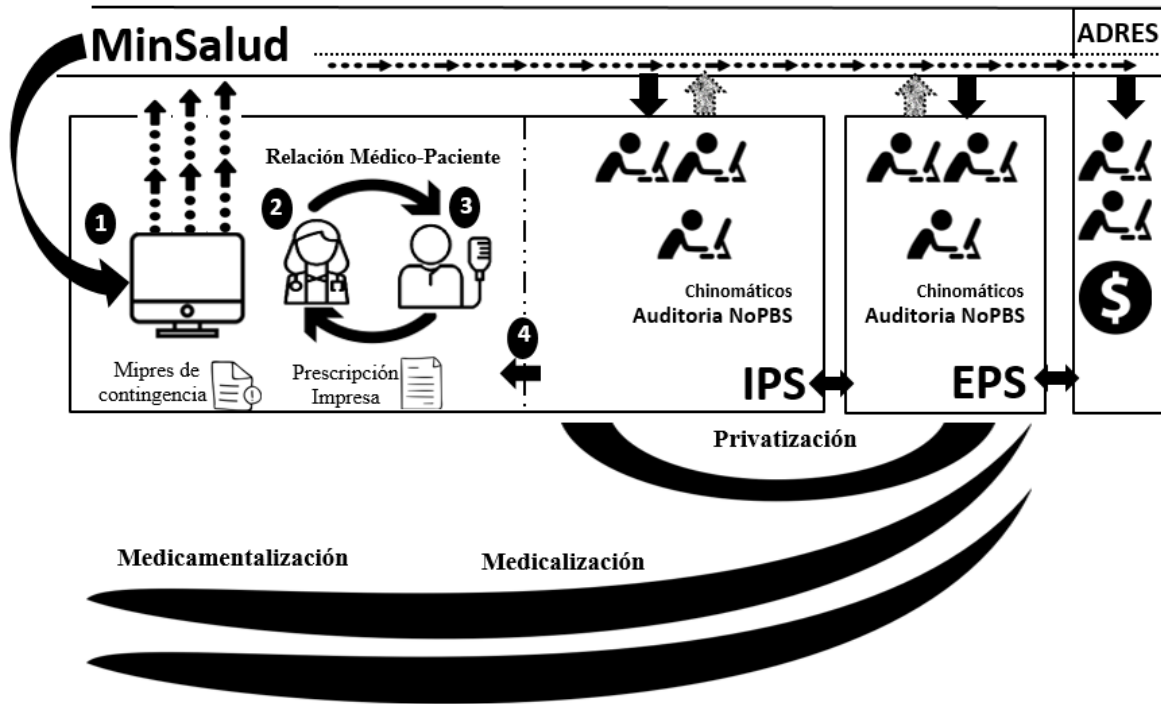 MinSalud
ADRES
Relación Médico-Paciente
1
2
3
4
Mipres de
contingencia
Prescripción
Impresa
Chinomáticos
Auditoria NoPBS
IPS
Chinomáticos
Auditoria NoPBS
EPS
$
Privatización
Medicamentalización
Medicalización